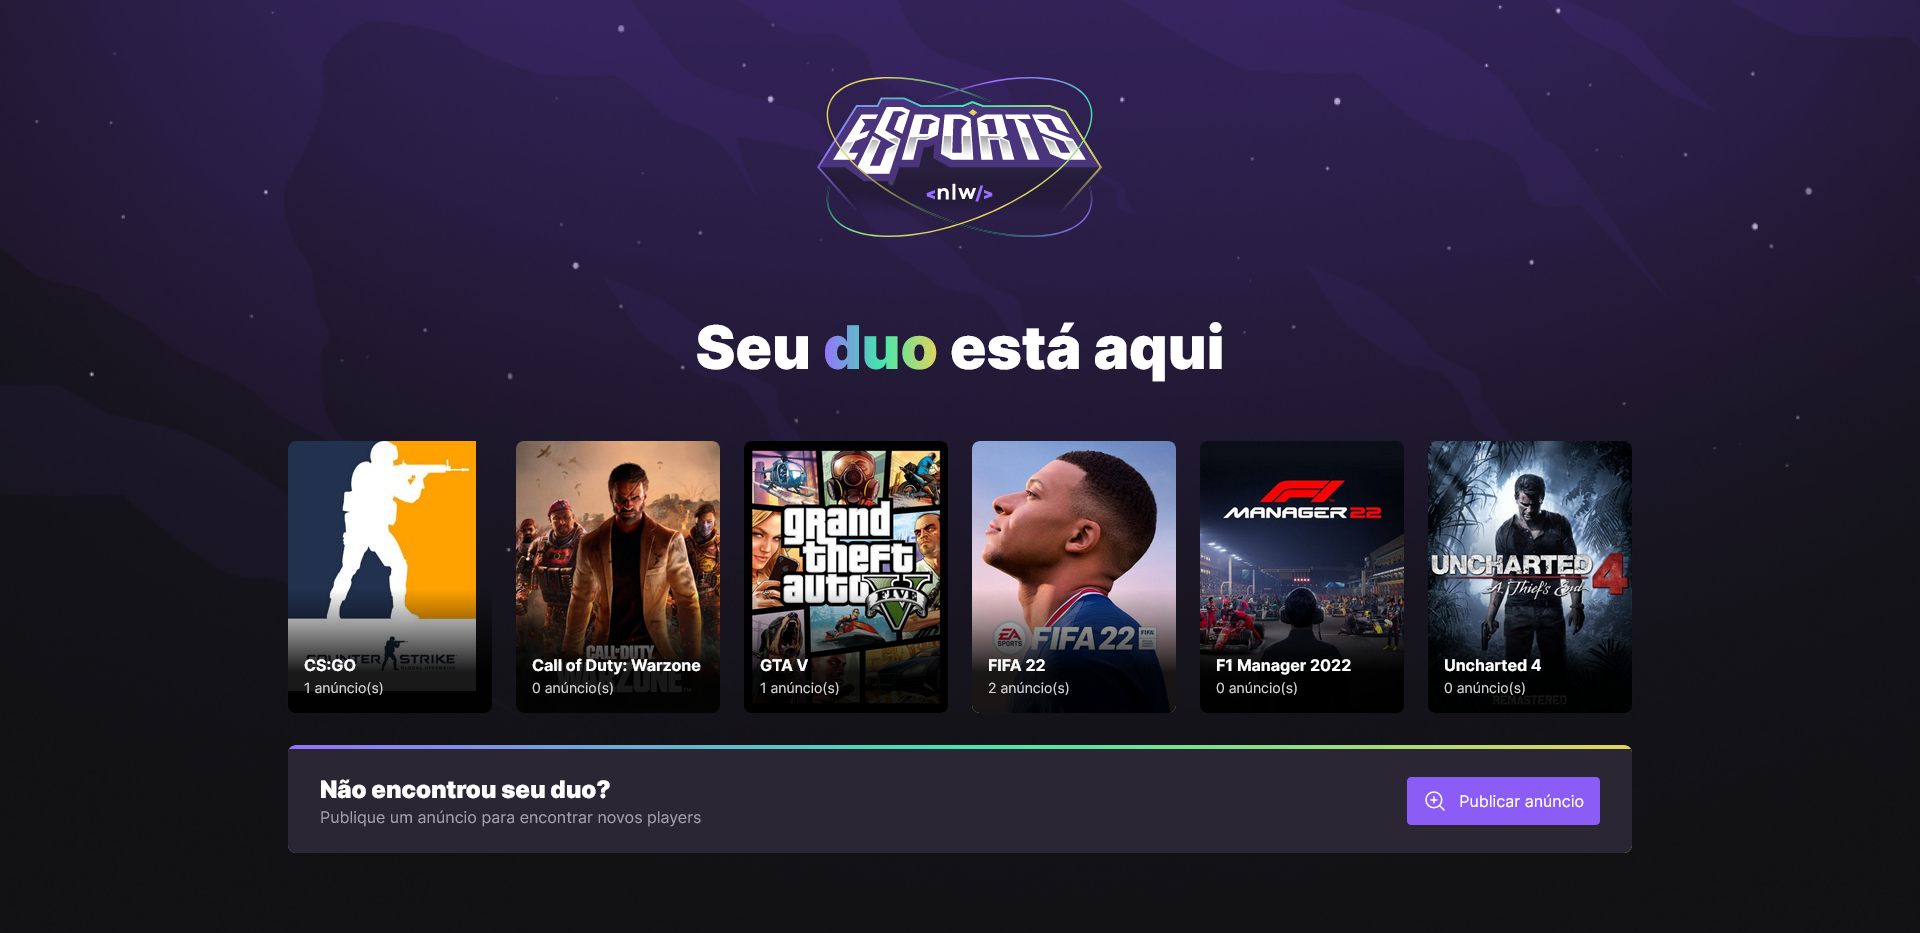 ESPORTS
<nlw/>
Seu duo está aqui
COUNTER STRIKE
GLOBAL OFFENSIVE
CS:GO
1 anúncio(s)
CALL OF DUTY
WARZONE
Call of Duty: Warzone
0 anúncio(s)
grand
theft
auto
FIVE
GTA V
1 anúncio(s)
EA
SPORTS
FIFA 22
FIFA
FIFA 22
2 anúncio(s)
F1
MANAGER 22
F1 Manager 2022
0 anúncio(s)
UNCHARTED 4
A Thief's End
Uncharted 4
0 anúncio(s)
REMASTERED
Não encontrou seu duo?
Publique um anúncio para encontrar novos players
Publicar anúncio